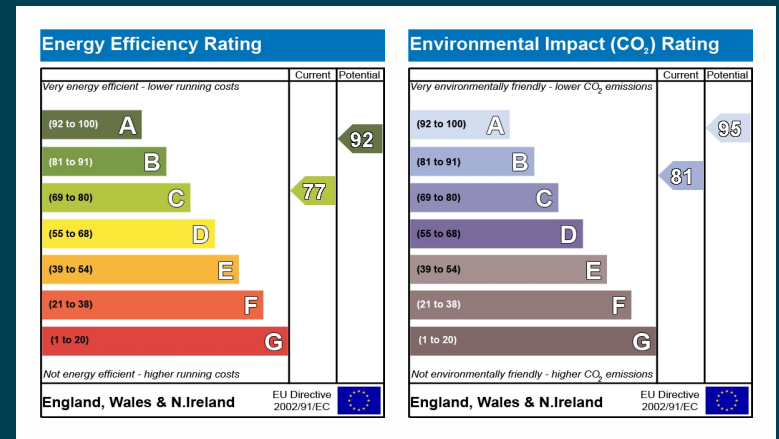 Energy Efficiency Rating
Current Potential
Very energy efficient - lower running costs
(92 to 100) A
92
(81 to 91) B
(69 to 80) C
77
(55 to 68) D
(39 to 54) E
(21 to 38) F
(1 to 20) G
Not energy efficient - higher running costs
England, Wales & N.Ireland
EU Directive
2002/91/EC
Environmental Impact (CO₂) Rating
Current Potential
Very environmentally friendly - lower CO₂ emissions
(92 to 100) A
95
(81 to 91) B
81
(69 to 80) C
(55 to 68) D
(39 to 54) E
(21 to 38) F
(1 to 20) G
Not environmentally friendly - higher CO₂ emissions
England, Wales & N.Ireland
EU Directive
2002/91/EC